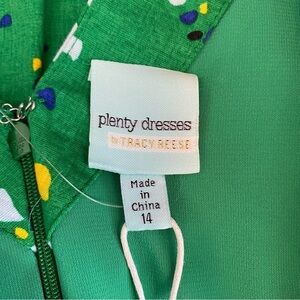 plenty dresses
by TRACY REESE
Made
in
China
14